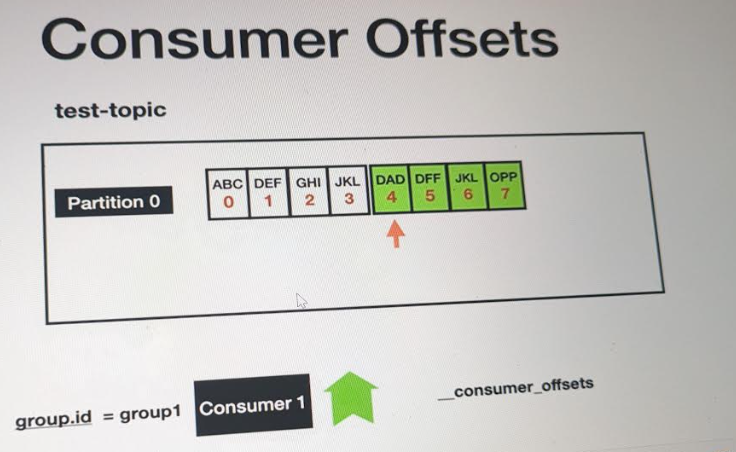 Consumer Offsets
test-topic
Partition 0
ABC DEF GHI JKL DAD DFF JKL OPP
0 1 2 3 4 5 6 7
group.id = group1
Consumer 1
__consumer_offsets